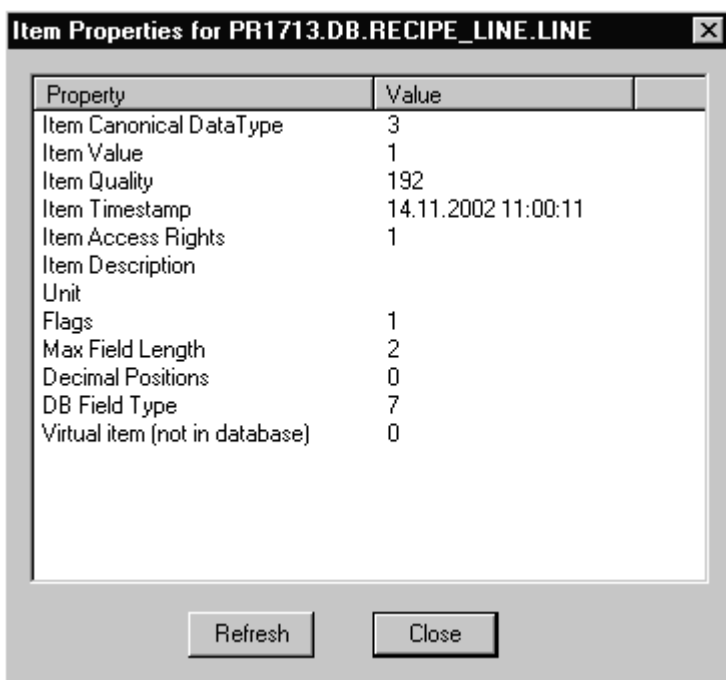 Item Properties for PR1713.DB.RECIPE_LINE.LINE
Property Value
Item Canonical DataType 3
Item Value 1
Item Quality 192
Item Timestamp 14.11.2002 11:00:11
Item Access Rights 1
Item Description
Unit
Flags 1
Max Field Length 2
Decimal Positions 0
DB Field Type 7
Virtual item (not in database) 0
Refresh Close